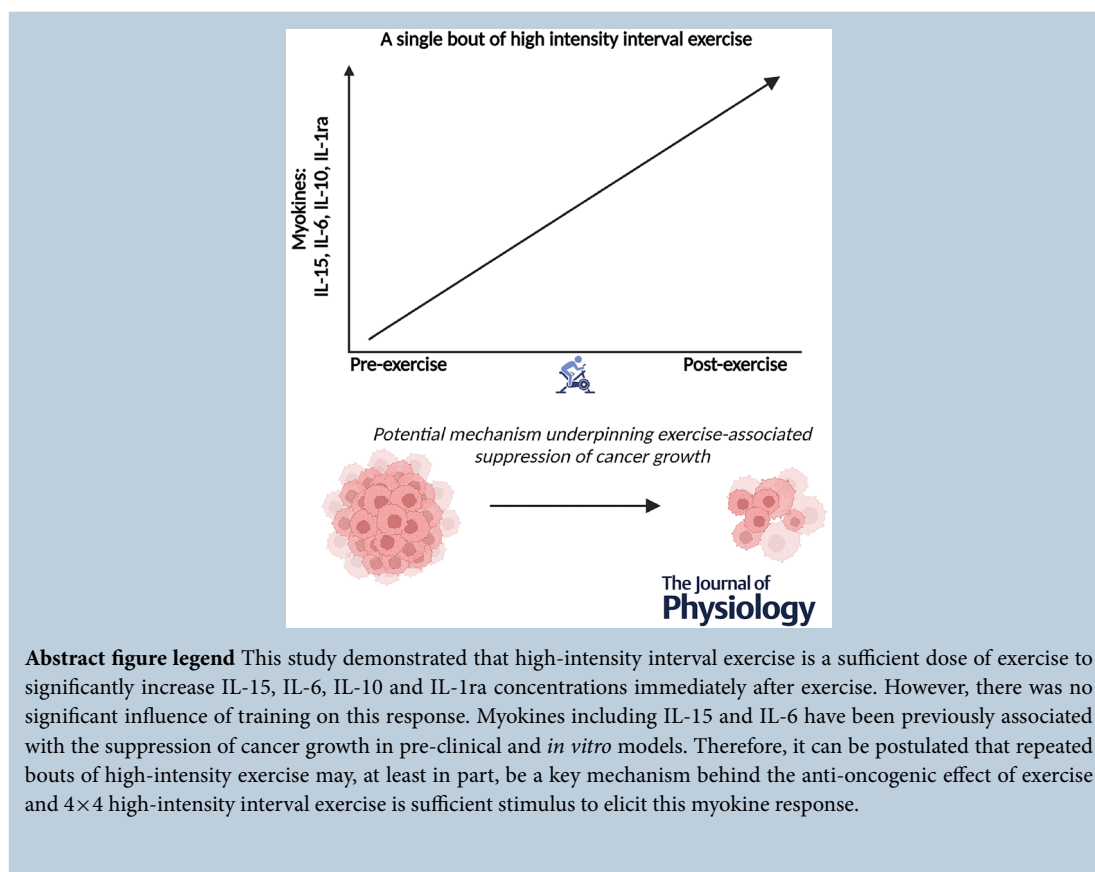 A single bout of high intensity interval exercise
Myokines:
IL-15, IL-6, IL-10, IL-1ra
Pre-exercise
Post-exercise
Potential mechanism underpinning exercise-associated
suppression of cancer growth
The Journal of
Physiology
Abstract figure legend This study demonstrated that high-intensity interval exercise is a sufficient dose of exercise to
significantly increase IL-15, IL-6, IL-10 and IL-1ra concentrations immediately after exercise. However, there was no
significant influence of training on this response. Myokines including IL-15 and IL-6 have been previously associated
with the suppression of cancer growth in pre-clinical and in vitro models. Therefore, it can be postulated that repeated
bouts of high-intensity exercise may, at least in part, be a key mechanism behind the anti-oncogenic effect of exercise
and 4×4 high-intensity interval exercise is sufficient stimulus to elicit this myokine response.